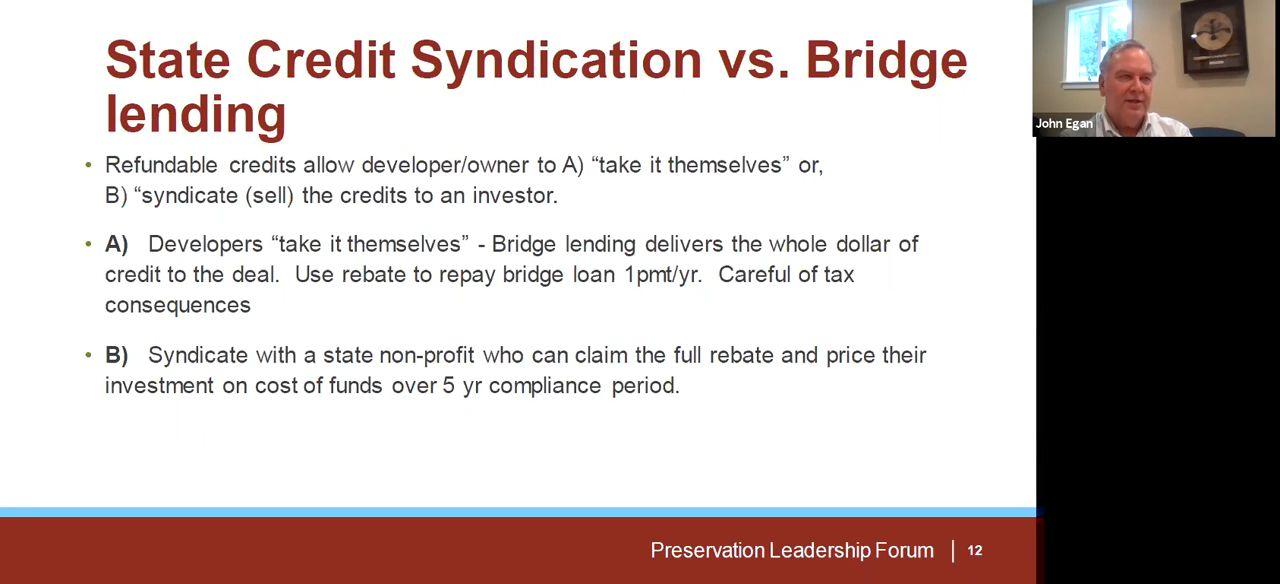 State Credit Syndication vs. Bridge
lending
• Refundable credits allow developer/owner to A) “take it themselves” or,
B) “syndicate (sell) the credits to an investor.
• A) Developers “take it themselves” - Bridge lending delivers the whole dollar of
credit to the deal. Use rebate to repay bridge loan 1pmt/yr. Careful of tax
consequences
• B) Syndicate with a state non-profit who can claim the full rebate and price their
investment on cost of funds over 5 yr compliance period.
Preservation Leadership Forum | 12
John Egan